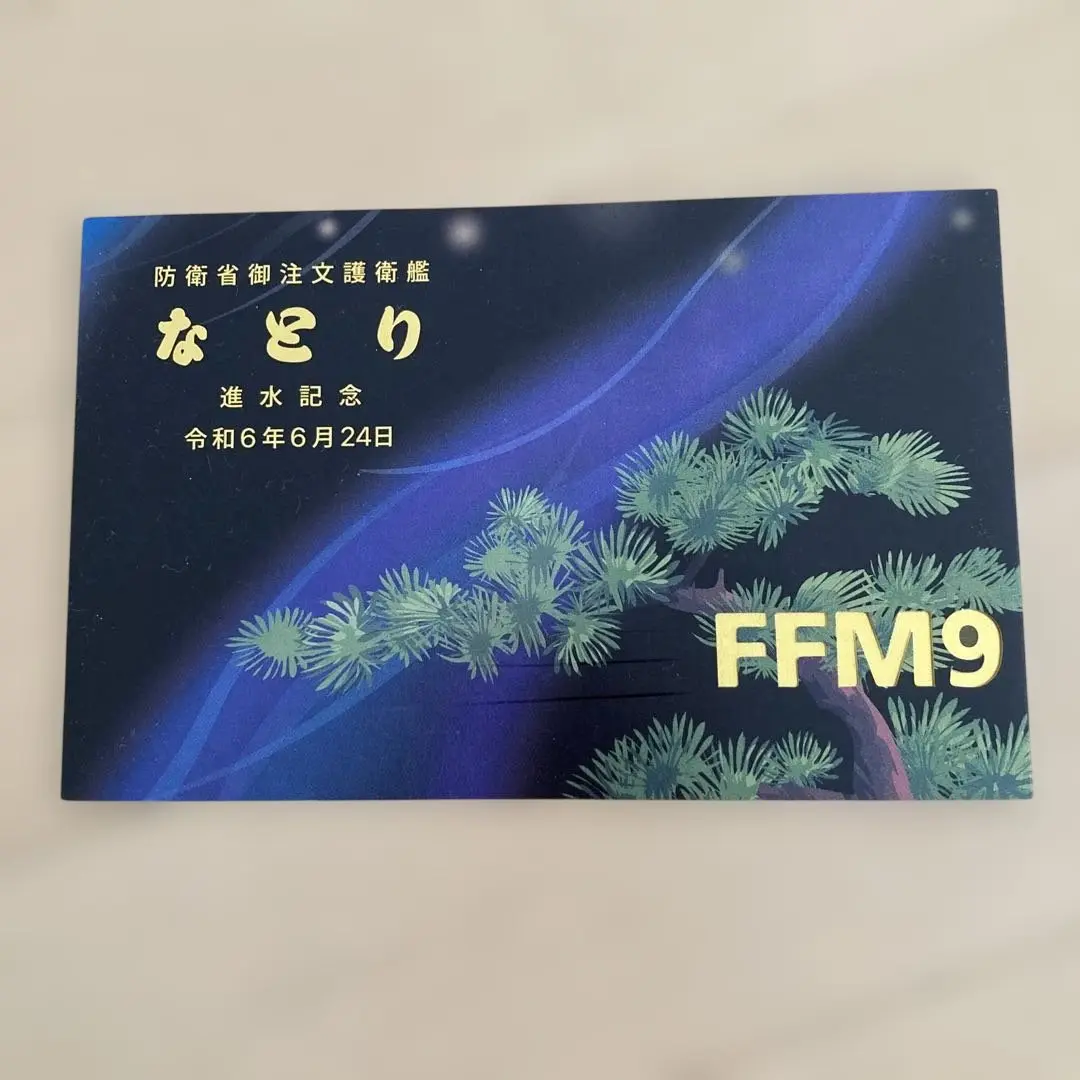 防衛省御注文護衛艦
なとり
進水記念
令和6年6月24日
FFM9